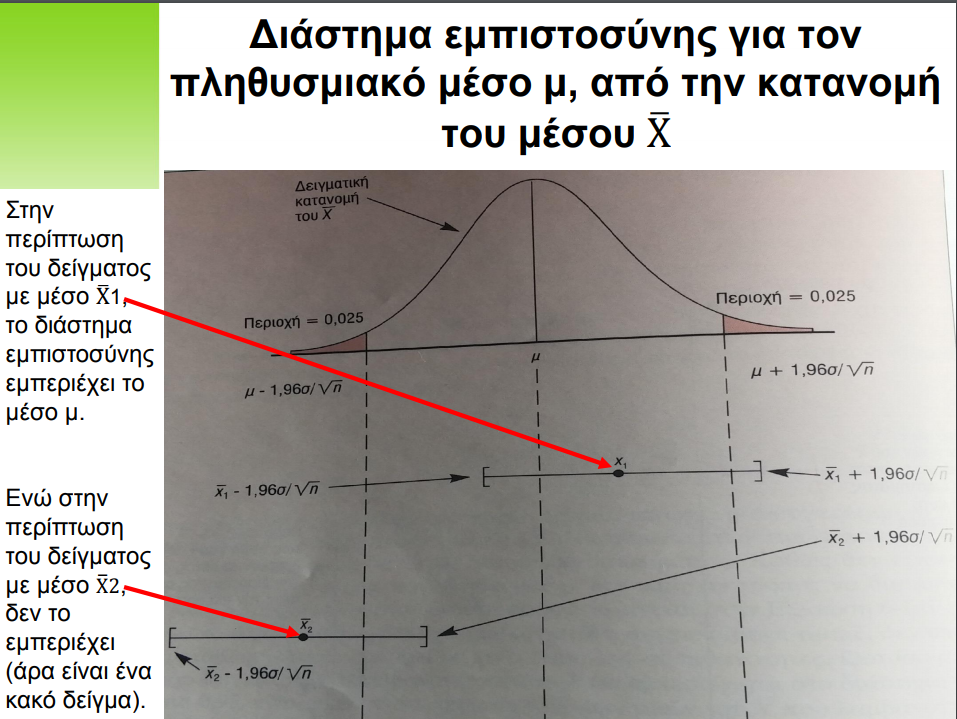 Διάστημα εμπιστοσύνης για τον
πληθυσμιακό μέσο μ, από την κατανομή
του μέσου X̅
Στην
περίπτωση
του δείγματος
με μέσο X̅1,
το διάστημα
εμπιστοσύνης
εμπεριέχει το
μέσο μ.
Ενώ στην
περίπτωση
του δείγματος
με μέσο X̅2,
δεν το
εμπεριέχει
(άρα είναι ένα
κακό δείγμα).
Δειγματική
κατανομή
του X̅
Περιοχή = 0,025
Περιοχή = 0,025
μ
μ - 1,96σ/√n
μ + 1,96σ/√n
x₁
x̅₁ - 1,96σ/√n
x̅₁ + 1,96σ/√n
x̅₂ + 1,96σ/√n
x̅₂
x̅₂ - 1,96σ/√n